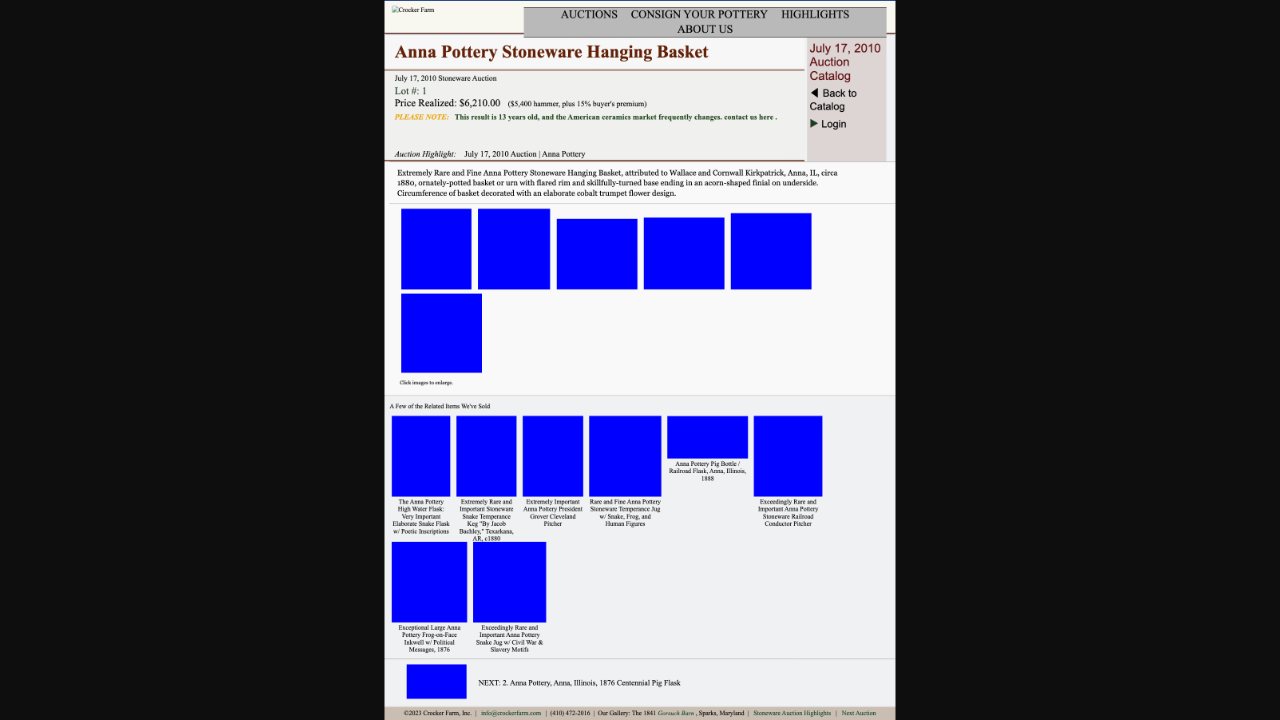 Crocker Farm
AUCTIONS CONSIGN YOUR POTTERY HIGHLIGHTS
ABOUT US
Anna Pottery Stoneware Hanging Basket
July 17, 2010 Stoneware Auction
Lot #: 1
Price Realized: $6,210.00 ($5,400 hammer, plus 15% buyer's premium)
PLEASE NOTE: This result is 13 years old, and the American ceramics market frequently changes. contact us here .
Auction Highlight: July 17, 2010 Auction | Anna Pottery
July 17, 2010
Auction
Catalog
Back to
Catalog
Login
Extremely Rare and Fine Anna Pottery Stoneware Hanging Basket, attributed to Wallace and Cornwall Kirkpatrick, Anna, IL, circa
1880, ornately-potted basket or urn with flared rim and skillfully-turned base ending in an acorn-shaped finial on underside.
Circumference of basket decorated with an elaborate cobalt trumpet flower design.
Click images to enlarge.
A Few of the Related Items We've Sold
The Anna Pottery
High Water Flask:
Very Important
Elaborate Snake Flask
w/ Poetic Inscriptions
Extremely Rare and
Important Stoneware
Snake Temperance
Keg "By Jacob
Bachley," Texarkana,
AR, c1880
Extremely Important
Anna Pottery President
Grover Cleveland
Pitcher
Rare and Fine Anna Pottery
Stoneware Temperance Jug
w/ Snake, Frog, and
Human Figures
Anna Pottery Pig Bottle /
Railroad Flask, Anna, Illinois,
1888
Exceedingly Rare and
Important Anna Pottery
Stoneware Railroad
Conductor Pitcher
Exceptional Large Anna
Pottery Frog-on-Face
Inkwell w/ Political
Messages, 1876
Exceedingly Rare and
Important Anna Pottery
Snake Jug w/ Civil War &
Slavery Motifs
NEXT: 2. Anna Pottery, Anna, Illinois, 1876 Centennial Pig Flask
©2023 Crocker Farm, Inc. | info@crockerfarm.com | (410) 472-2016 | Our Gallery: The 1841 Gorsuch Barn , Sparks, Maryland | Stoneware Auction Highlights | Next Auction